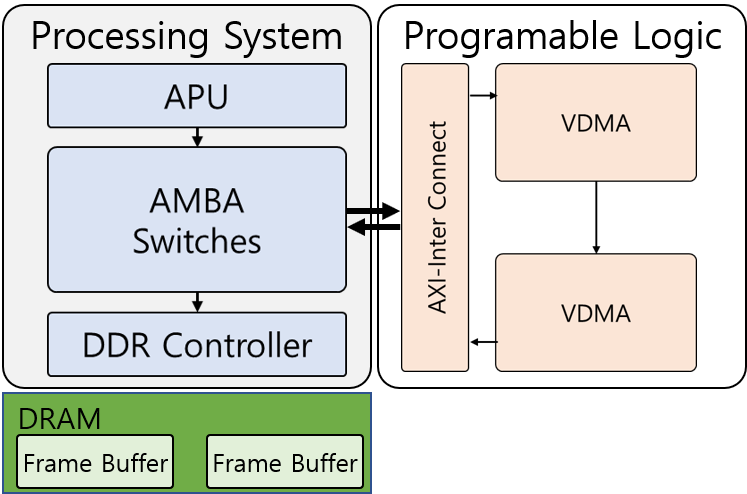 Processing System
APU
AMBA
Switches
DDR Controller
DRAM
Frame Buffer
Frame Buffer
Programable Logic
AXI-Inter Connect
VDMA
VDMA